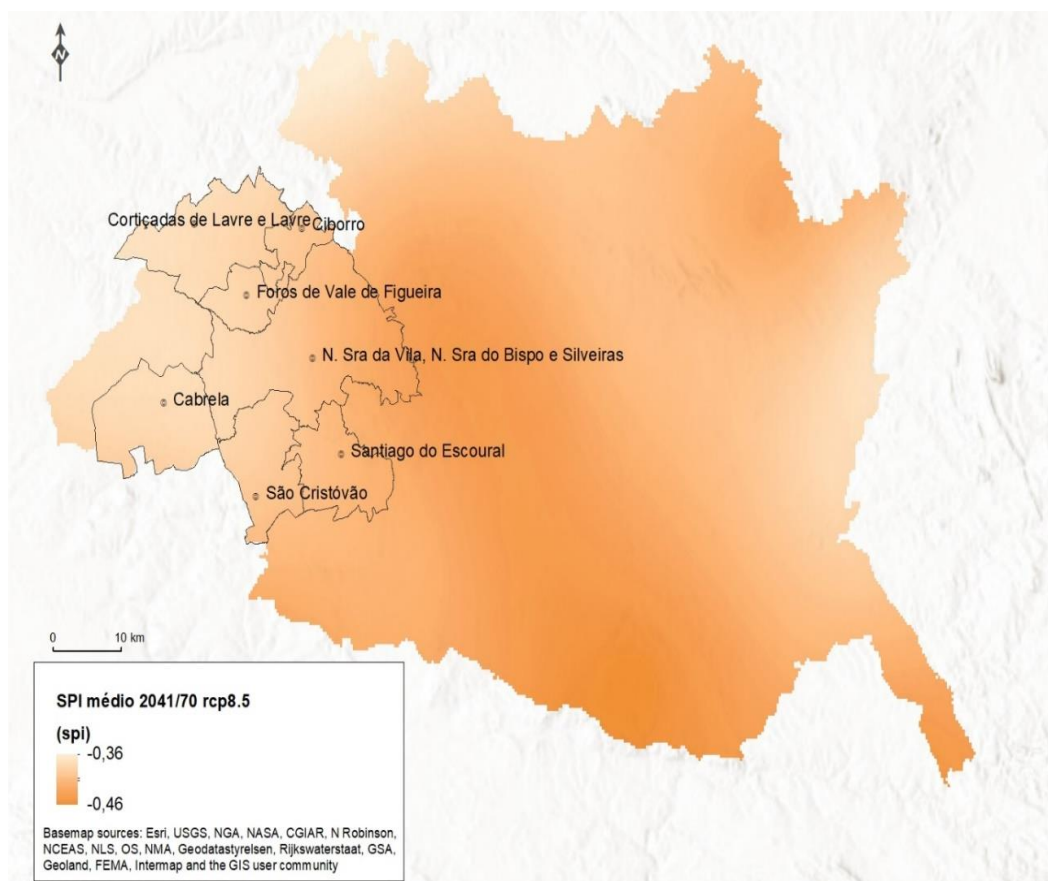 N
Cortiçadas de Lavre e Lavre
Ciborro
Foros de Vale de Figueira
N. Sra da Vila, N. Sra do Bispo e Silveiras
Cabrela
Santiago do Escoural
São Cristóvão
0 10 km
SPI médio 2041/70 rcp8.5
(spi)
-0,36
-0,46
Basemap sources: Esri, USGS, NGA, NASA, CGIAR, N Robinson,
NCEAS, NLS, OS, NMA, Geodatastyrelsen, Rijkswaterstaat, GSA,
Geoland, FEMA, Intermap and the GIS user community